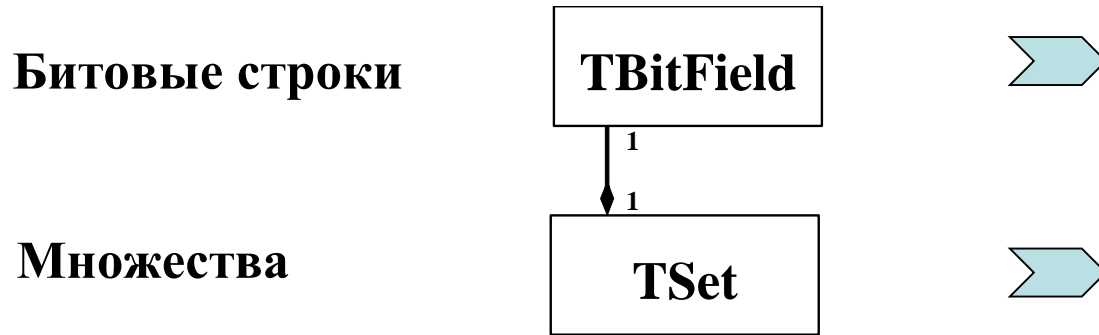 Битовые строки
TBitField
1
1
Множества
TSet